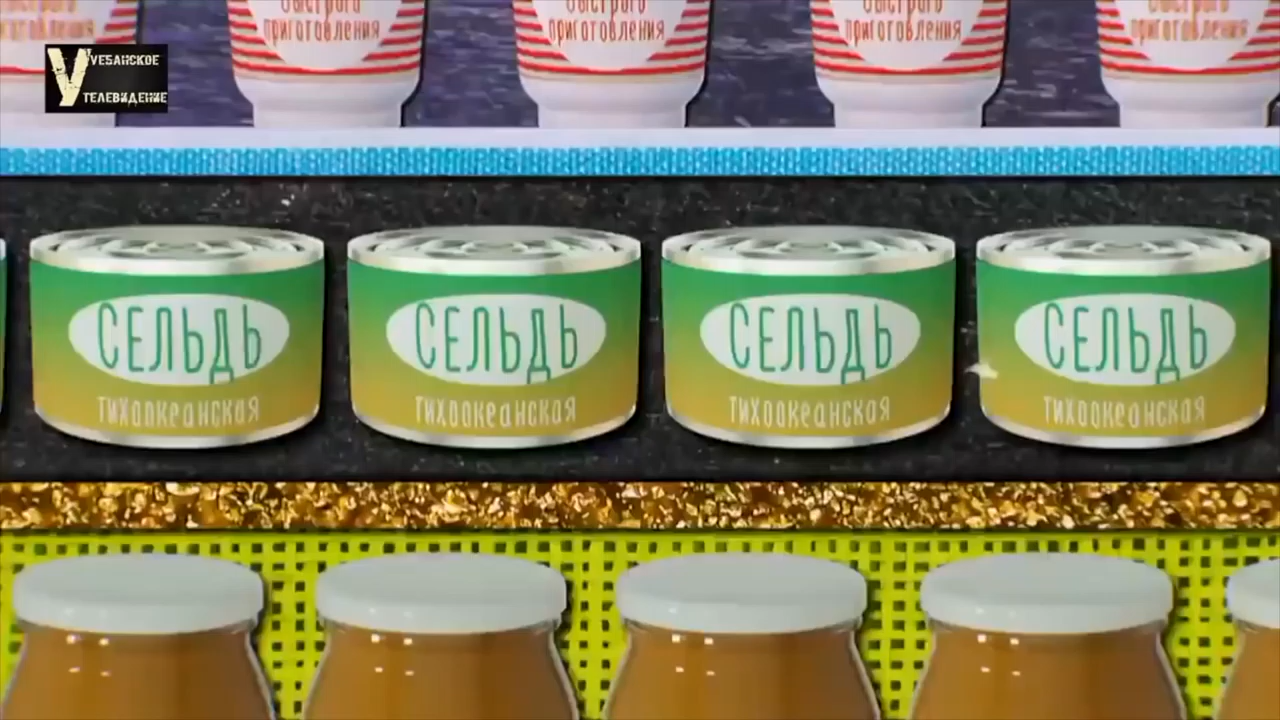 Быстрого Быстрого Быстрого Быстрого
приготовления приготовления приготовления приготовления
УЕБАНСКОЕ
ТЕЛЕВИДЕНИЕ
СЕЛЬДЬ СЕЛЬДЬ СЕЛЬДЬ СЕЛЬДЬ
тихоокеанская тихоокеанская тихоокеанская тихоокеанская